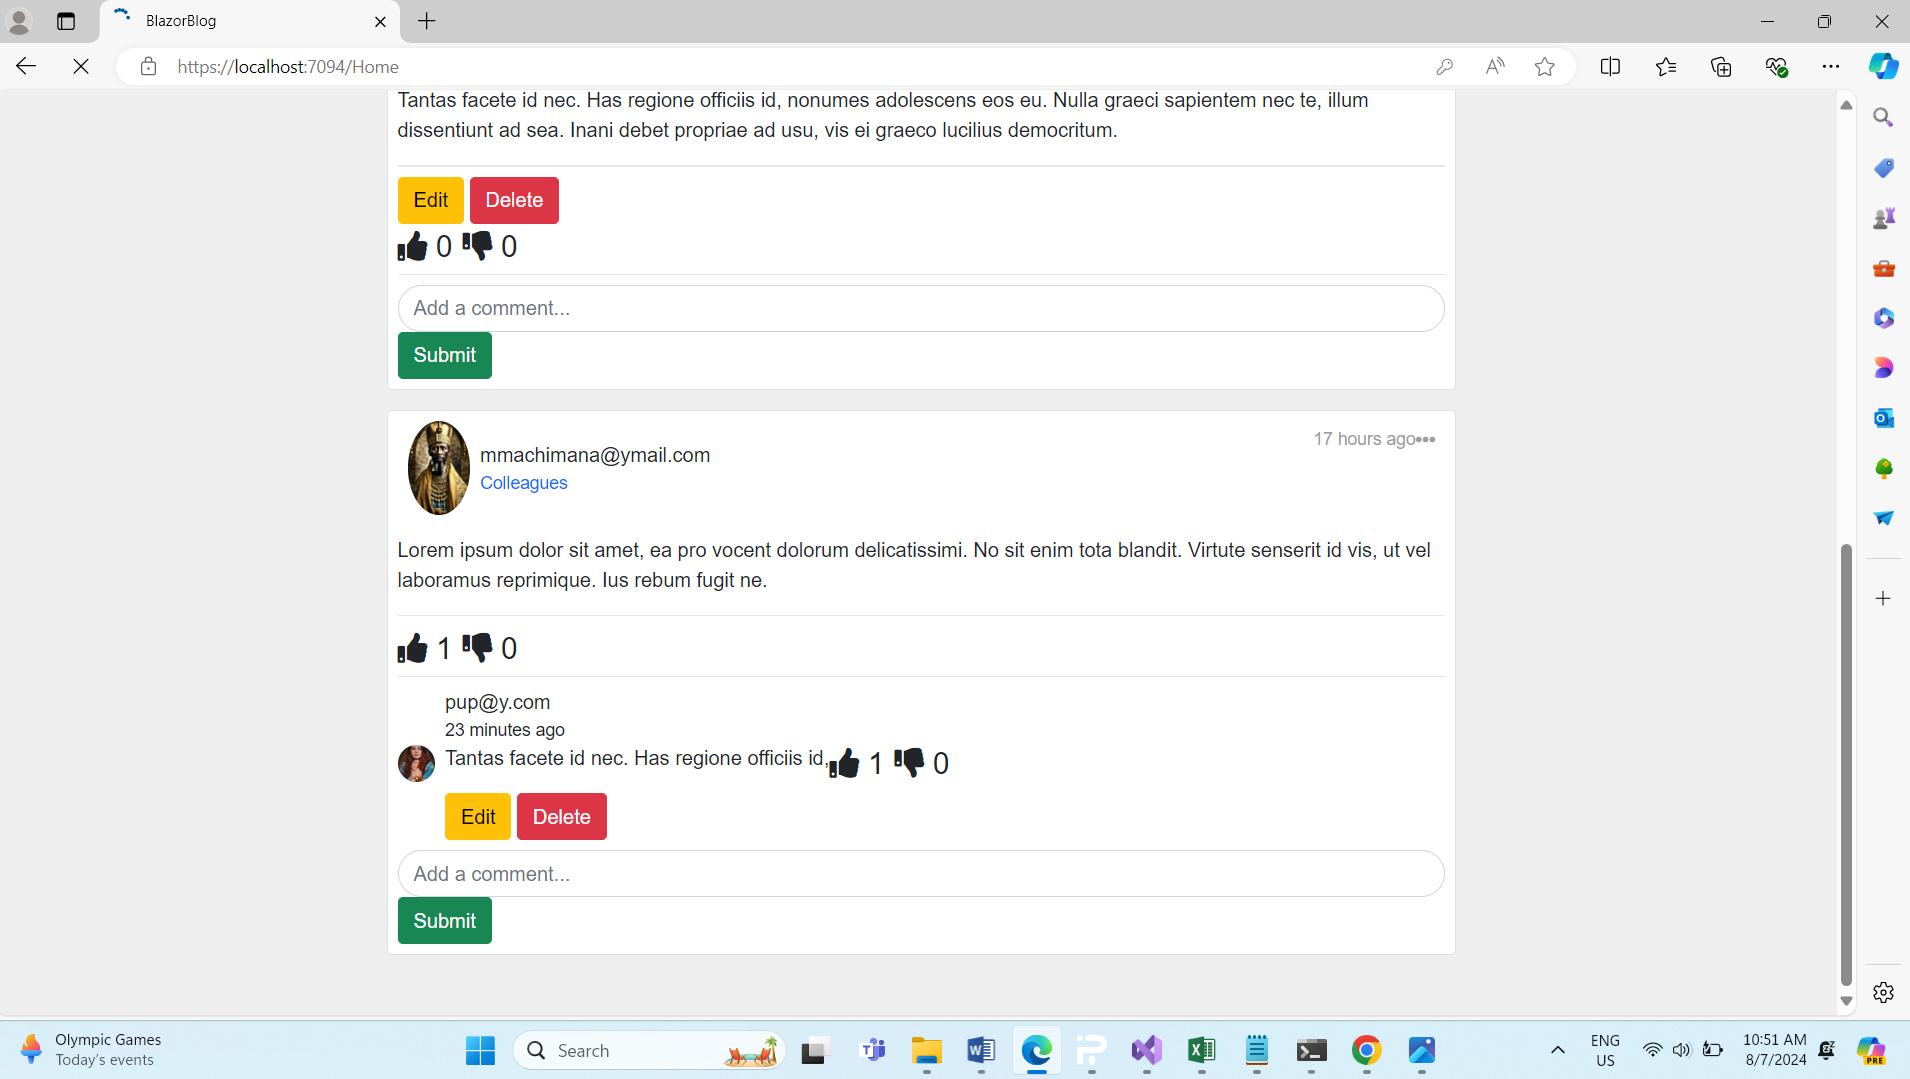 BlazorBlog
https://localhost:7094/Home
Tantas facete id nec. Has regione officiis id, nonumes adolescens eos eu. Nulla graeci sapientem nec te, illum
dissentiunt ad sea. Inani debet propriae ad usu, vis ei graeco lucilius democritum.
Edit Delete
0 0
Add a comment...
Submit
mmachimana@ymail.com
17 hours ago•••
Colleagues
Lorem ipsum dolor sit amet, ea pro vocent dolorum delicatissimi. No sit enim tota blandit. Virtute senserit id vis, ut vel
laboramus reprimique. Ius rebum fugit ne.
1 0
pup@y.com
23 minutes ago
Tantas facete id nec. Has regione officiis id, 1 0
Edit Delete
Add a comment...
Submit
Olympic Games
Today's events
Search
ENG
US
10:51 AM
8/7/2024
PRE